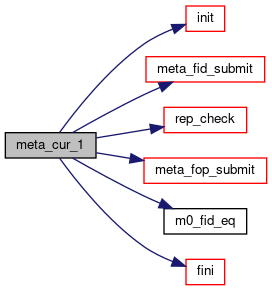 init
meta_fid_submit
rep_check
meta_cur_1
meta_fop_submit
m0_fid_eq
fini